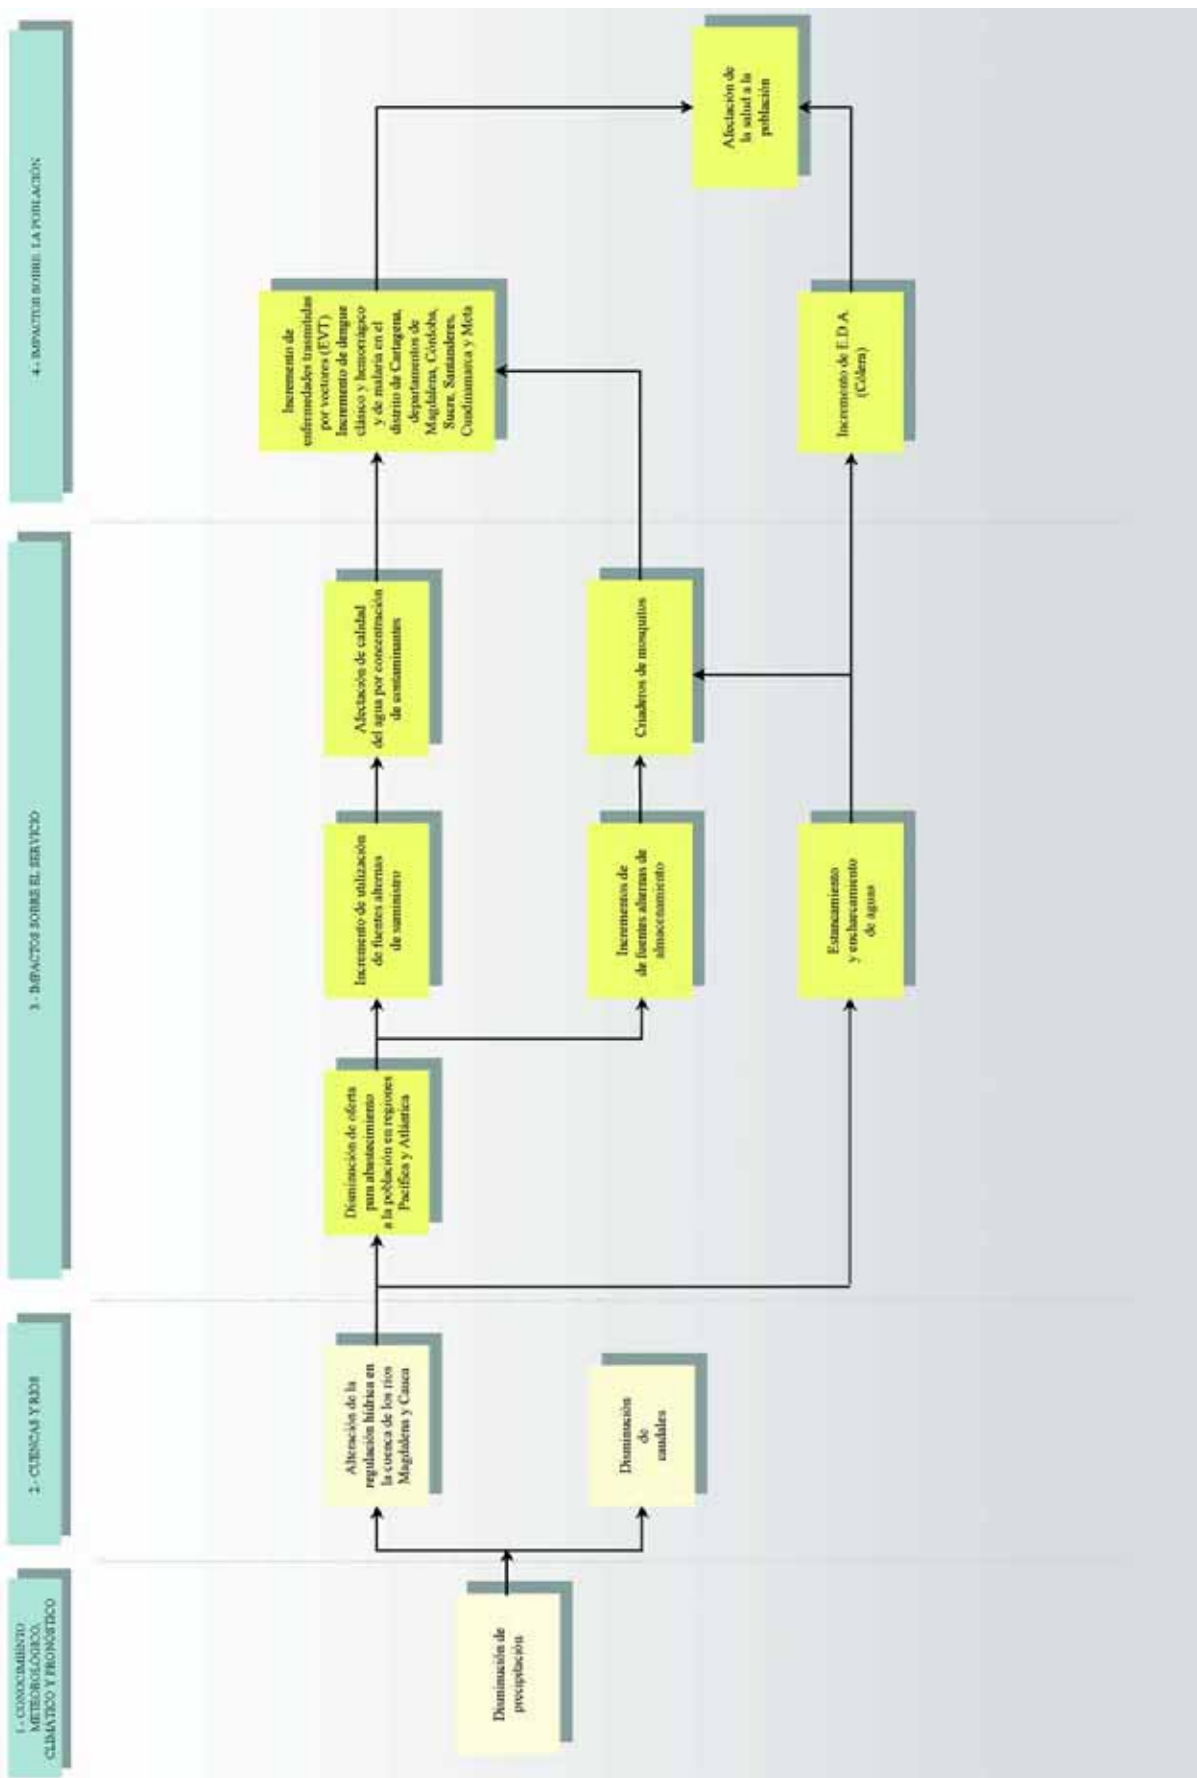 1.- CONOCIMIENTO
METEOROLÓGICO,
CLIMÁTICO Y PRONÓSTICO
2.- CUENCAS Y RIOS
3.- IMPACTOS SOBRE EL SERVICIO
4.- IMPACTOS SOBRE LA POBLACIÓN
Disminución de
precipitación
Alteración de la
regulación hídrica en
la cuenca de los ríos
Magdalena y Cauca
Disminución
de
caudales
Disminución de oferta
para abastecimiento
a la población en regiones
Pacífica y Atlántica
Incremento de utilización
de fuentes alternas
de suministro
Afectación de calidad
del agua por concentración
de contaminantes
Incrementos de
de fuentes alternas de
almacenamiento
Criaderos de mosquitos
Estancamiento
y encharcamiento
de aguas
Incremento de
enfermedades trasmitidas
por vectores (EVT)
Incremento de dengue
clásico y hemorrágico
y de malaria en el
distrito de Cartagena,
departamentos de
Magdalena, Córdoba,
Sucre, Santanderes,
Cundinamarca y Meta
Incremento de E.D.A.
(Cólera)
Afectación de
la salud a la
población